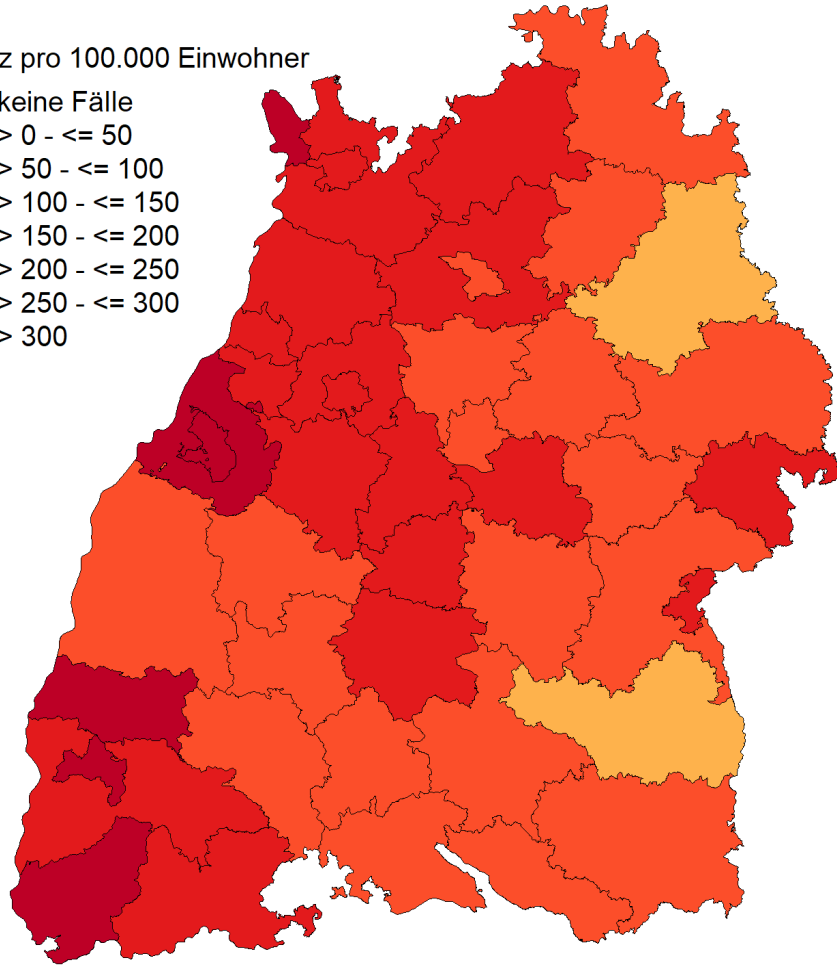 z pro 100.000 Einwohner
keine Fälle
> 0 - <= 50
> 50 - <= 100
> 100 - <= 150
> 150 - <= 200
> 200 - <= 250
> 250 - <= 300
> 300